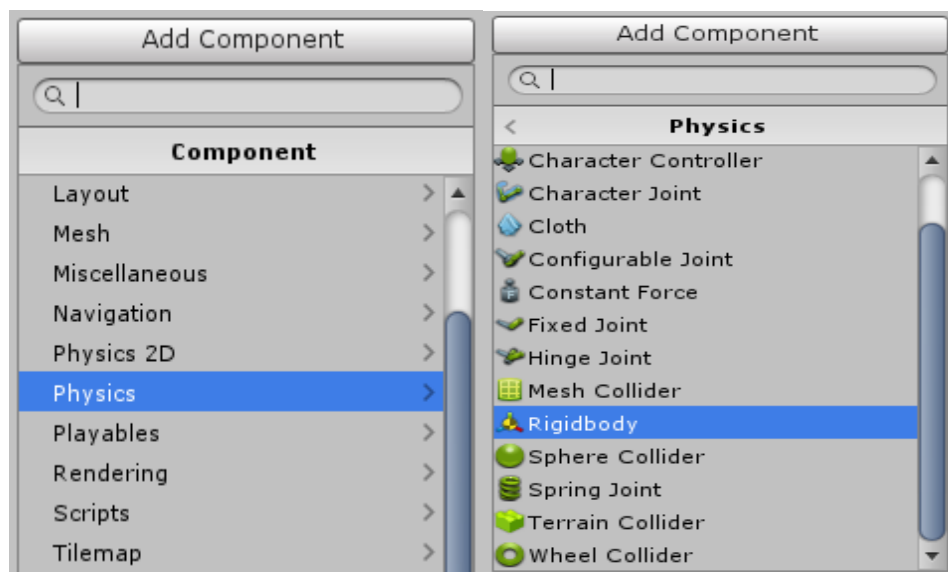 Add Component
Component
Layout
Mesh
Miscellaneous
Navigation
Physics 2D
Physics
Playables
Rendering
Scripts
Tilemap
Add Component
Physics
Character Controller
Character Joint
Cloth
Configurable Joint
Constant Force
Fixed Joint
Hinge Joint
Mesh Collider
Rigidbody
Sphere Collider
Spring Joint
Terrain Collider
Wheel Collider